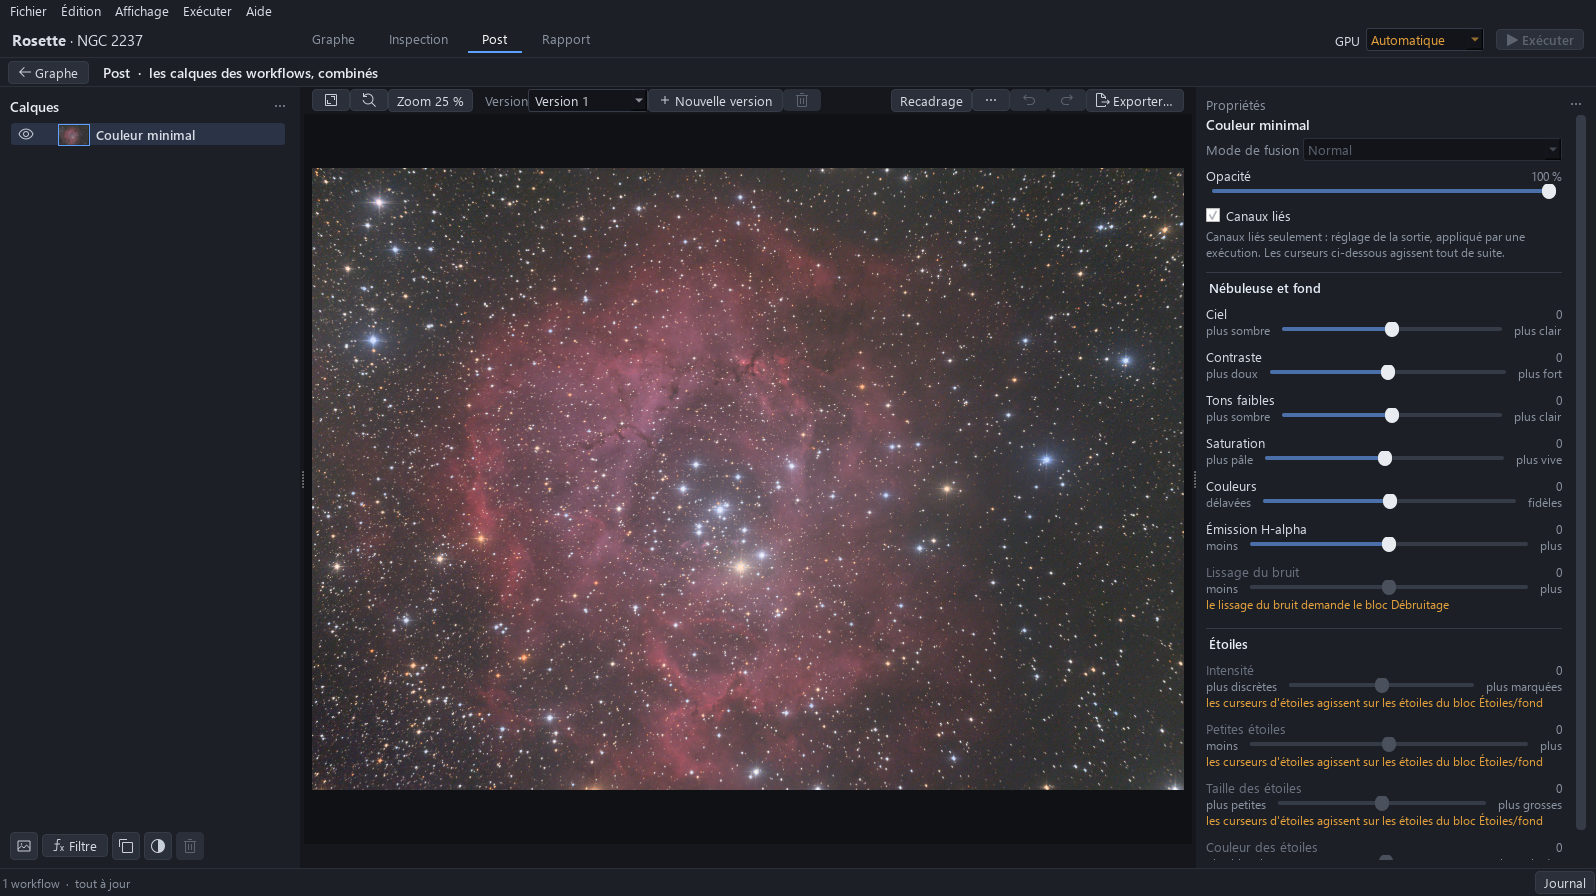 Fichier Édition Affichage Exécuter Aide
Rosette · NGC 2237
Graphe Inspection Post Rapport
GPU Automatique Exécuter
Graphe
Post · les calques des workflows, combinés
Calques
Couleur minimal
Zoom 25 %
Version Version 1
+ Nouvelle version
Recadrage
Exporter...
Propriétés
Couleur minimal
Mode de fusion Normal
Opacité 100 %
Canaux liés
Canaux liés seulement : réglage de la sortie, appliqué par une
exécution. Les curseurs ci-dessous agissent tout de suite.
Nébuleuse et fond
Ciel 0
plus sombre plus clair
Contraste 0
plus doux plus fort
Tons faibles 0
plus sombre plus clair
Saturation 0
plus pâle plus vive
Couleurs 0
délavées fidèles
Émission H-alpha 0
moins plus
Lissage du bruit 0
moins plus
le lissage du bruit demande le bloc Débruitage
Étoiles
Intensité 0
plus discrètes plus marquées
les curseurs d'étoiles agissent sur les étoiles du bloc Étoiles/fond
Petites étoiles 0
moins plus
les curseurs d'étoiles agissent sur les étoiles du bloc Étoiles/fond
Taille des étoiles 0
plus petites plus grosses
les curseurs d'étoiles agissent sur les étoiles du bloc Étoiles/fond
Couleur des étoiles 0
fx Filtre
1 workflow · tout à jour
Journal